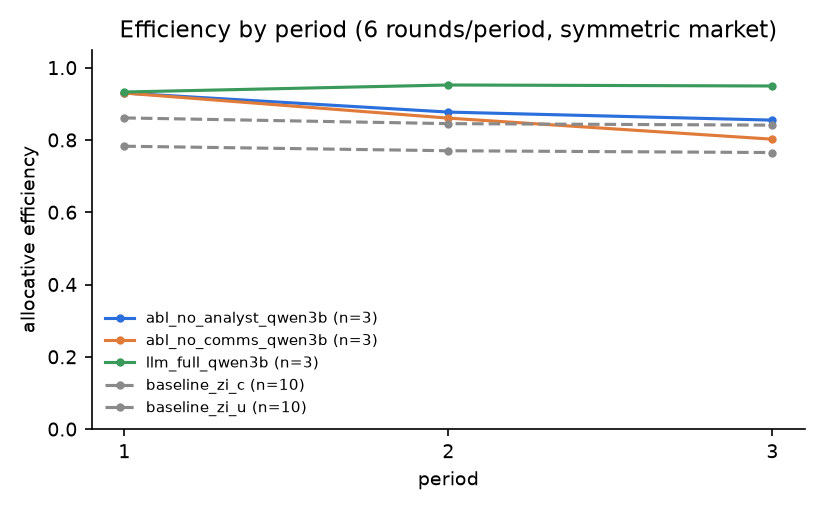 Efficiency by period (6 rounds/period, symmetric market)
allocative efficiency
1.0
0.8
0.6
0.4
0.2
0.0
abl_no_analyst_qwen3b (n=3)
abl_no_comms_qwen3b (n=3)
llm_full_qwen3b (n=3)
baseline_zi_c (n=10)
baseline_zi_u (n=10)
1 2 3
period